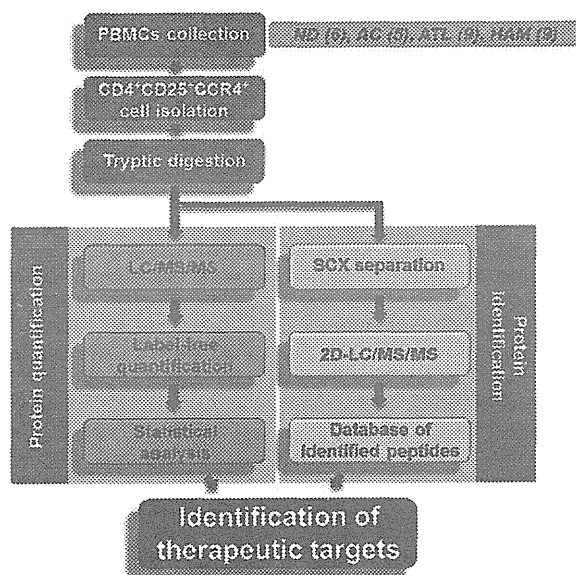 PBMCs collection
ND (6), AC (6), ATL (9), HAM (9)
CD4+CD25+CCR4+
cell isolation
Tryptic digestion
Protein quantification
LC/MS/MS
Label-free
quantification
Statistical
analysis
SCX separation
2D-LC/MS/MS
Database of
identified peptides
Protein
identification
Identification of
therapeutic targets